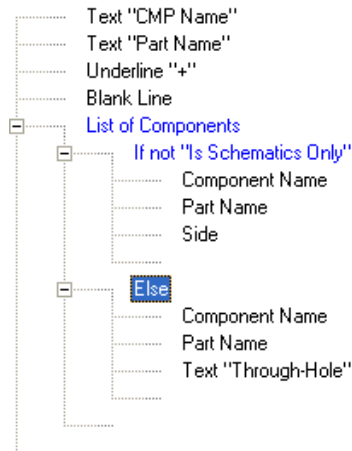 Text "CMP Name"
Text "Part Name"
Underline "+"
Blank Line
List of Components
If not "Is Schematics Only"
Component Name
Part Name
Side
Else
Component Name
Part Name
Text "Through-Hole"